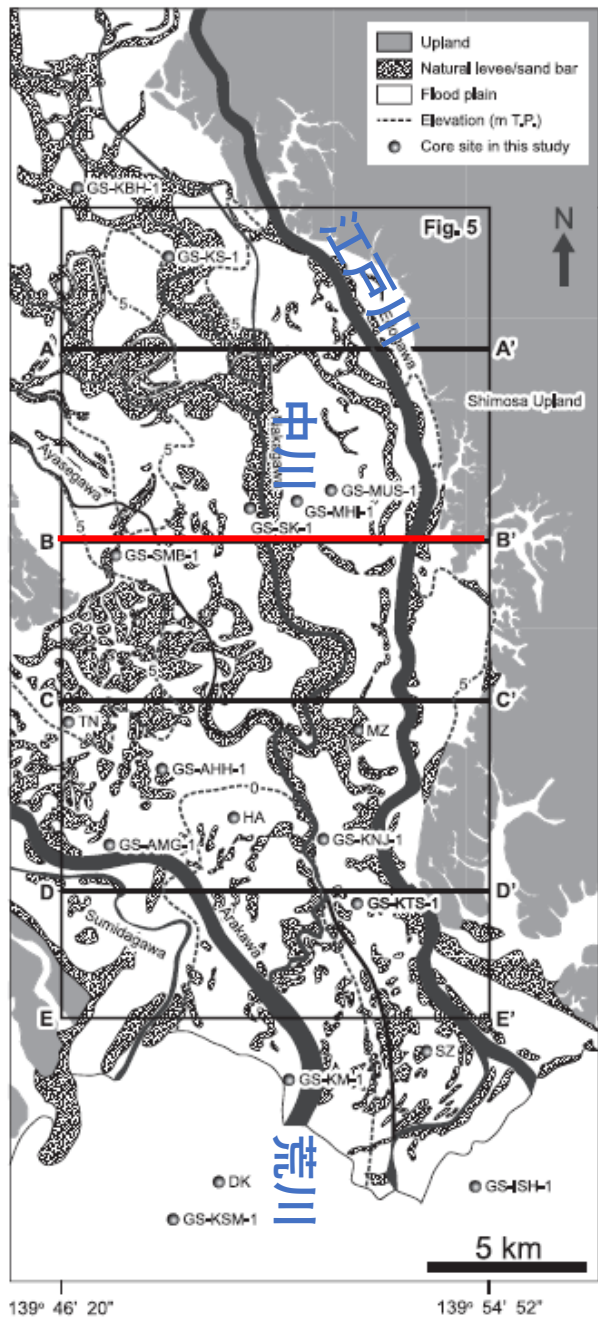 Upland
Natural levee/sand bar
Flood plain
Elevation (m T.P.)
Core site in this study
GS-KBH-1
Fig. 5
N
江戸川
GS-KS-1
5
5
A'
A'
Shimosa Upland
中川
Ayasegawa
5
GS-MUS-1
GS-MHI-1
GS-SK-1
5
B
B'
GS-SMB-1
5
C
C'
TN
MZ
GS-AHH-1
0
HA
GS-KNJ-1
GS-AMG-1
D
D'
GS-KTS-1
Sumidagawa
Arakawa
E
E'
SZ
GS-KM-1
荒川
DK
GS-ISH-1
GS-KSM-1
5 km
139° 46' 20"
139° 54' 52"